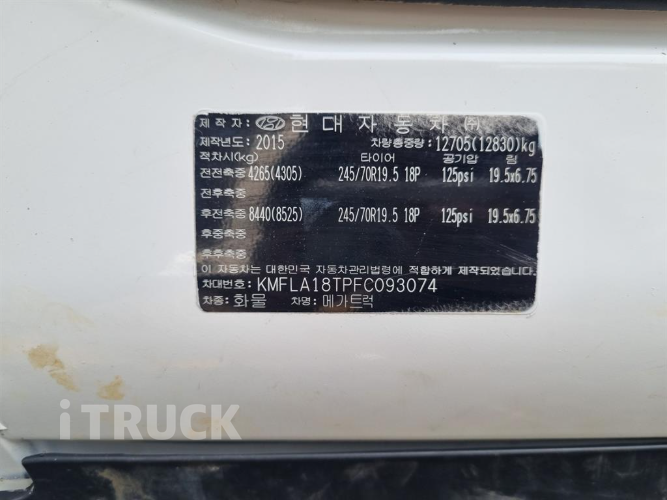 제작자: 현대자동차 ㈜
제작년도: 2015 차량총중량: 12705(12830)kg
적차시(kg) 타이어 공기압 림
전전축중 4265(4305) 245/70R19.5 18P 125psi 19.5x6.75
전후축중
후전축중 8440(8525) 245/70R19.5 18P 125psi 19.5x6.75
후중축중
후후축중
이 자동차는 대한민국 자동차관리법령에 적합하게 제작되었습니다.
차대번호: KMFLA18TPFC093074
차종: 화물 차명: 메가트럭
iTRUCK